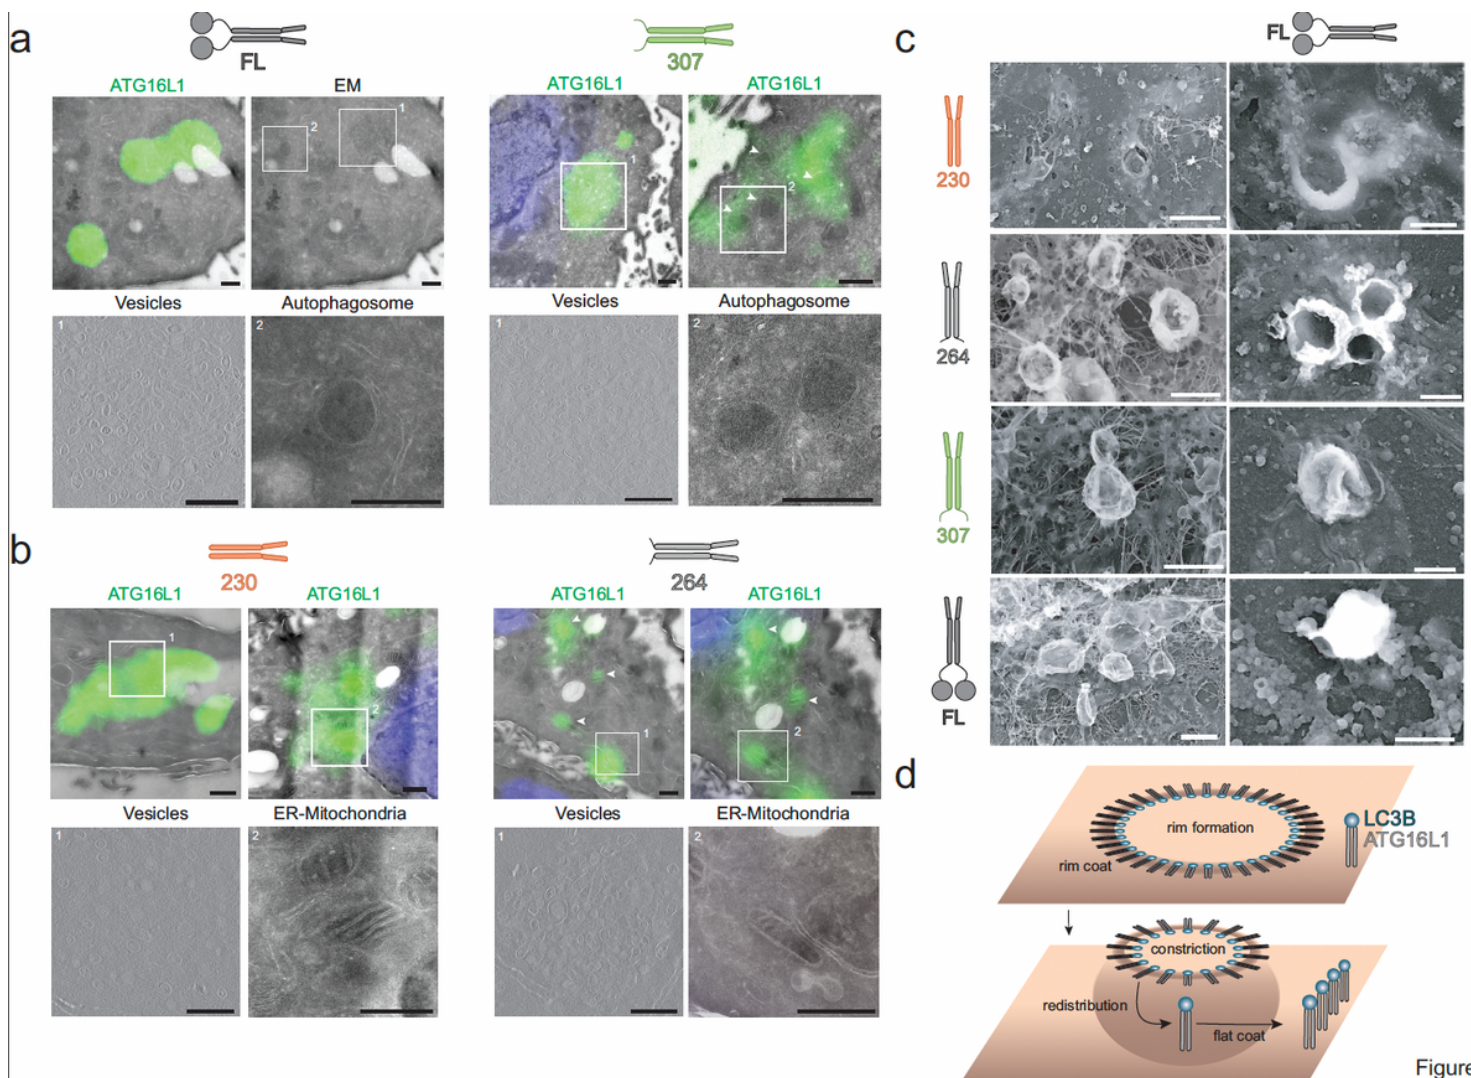 a
FL
307
ATG16L1
EM
ATG16L1
ATG16L1
1
2
1
2
Vesicles
Autophagosome
Vesicles
Autophagosome
1
2
1
2
b
230
264
ATG16L1
ATG16L1
ATG16L1
ATG16L1
1
2
1
2
Vesicles
ER-Mitochondria
Vesicles
ER-Mitochondria
1
2
1
2
c
FL
230
264
307
FL
d
rim formation
LC3B
ATG16L1
rim coat
constriction
redistribution
flat coat
Figure